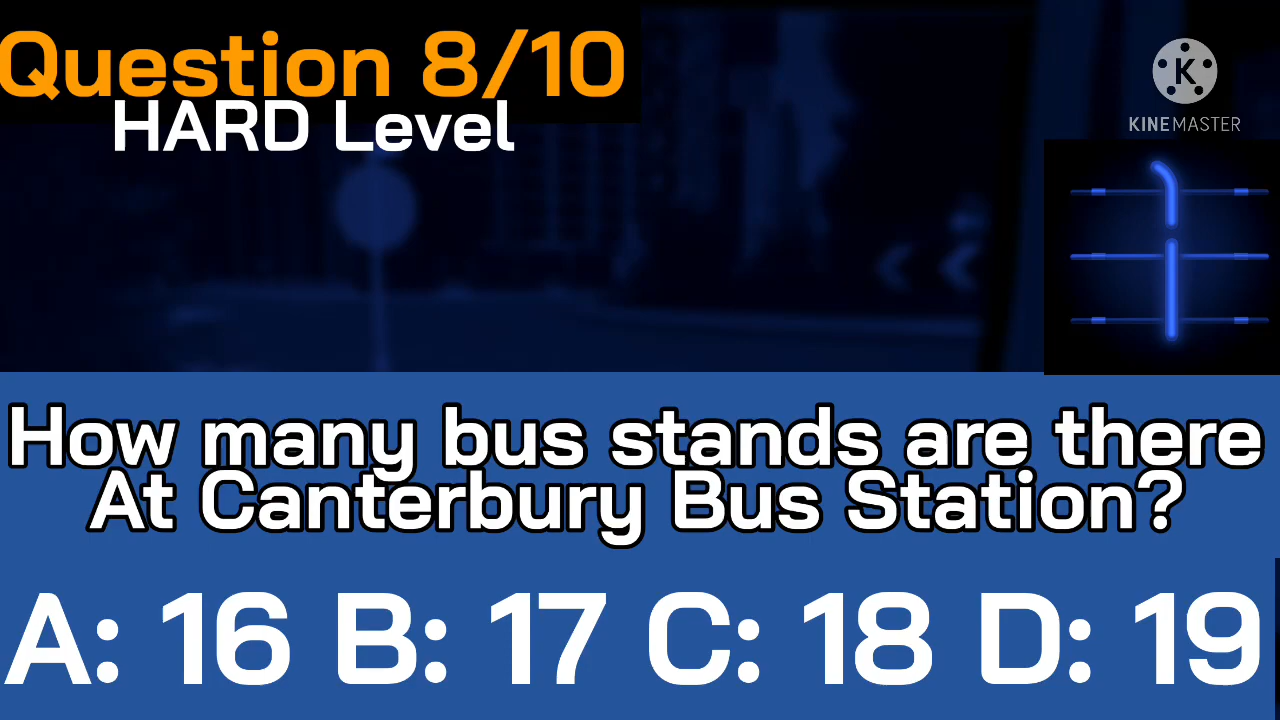 Question 8/10
HARD Level
K
KINEMASTER
1
How many bus stands are there
At Canterbury Bus Station?
A: 16 B: 17 C: 18 D: 19